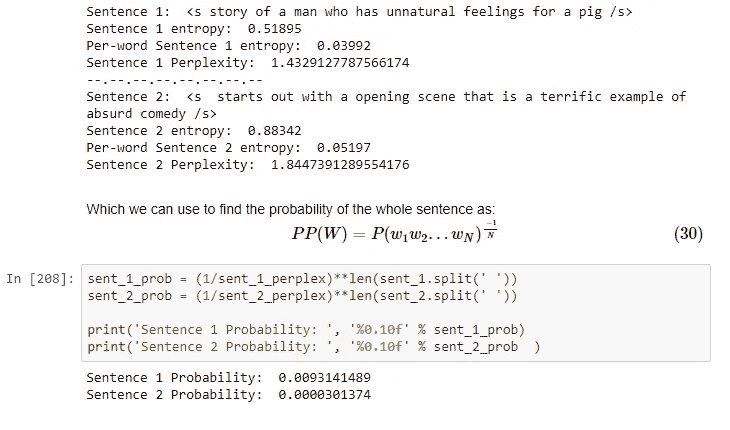 Sentence 1:  <s story of a man who has unnatural feelings for a pig /s>
Sentence 1 entropy:  0.51895
Per-word Sentence 1 entropy:  0.03992
Sentence 1 Perplexity:  1.4329127787566174
--.--.--.--.--.--.--.--
Sentence 2:  <s  starts out with a opening scene that is a terrific example of
absurd comedy /s>
Sentence 2 entropy:  0.88342
Per-word Sentence 2 entropy:  0.05197
Sentence 2 Perplexity:  1.8447391289554176
Which we can use to find the probability of the whole sentence as:
PP(W) = P(w₁w₂...w_N)^(-1/N) (30)
In [208]: sent_1_prob = (1/sent_1_perplex)**len(sent_1.split(' '))
sent_2_prob = (1/sent_2_perplex)**len(sent_2.split(' '))
print('Sentence 1 Probability: ', '%0.10f' % sent_1_prob)
print('Sentence 2 Probability: ', '%0.10f' % sent_2_prob  )
Sentence 1 Probability:  0.0093141489
Sentence 2 Probability:  0.0000301374